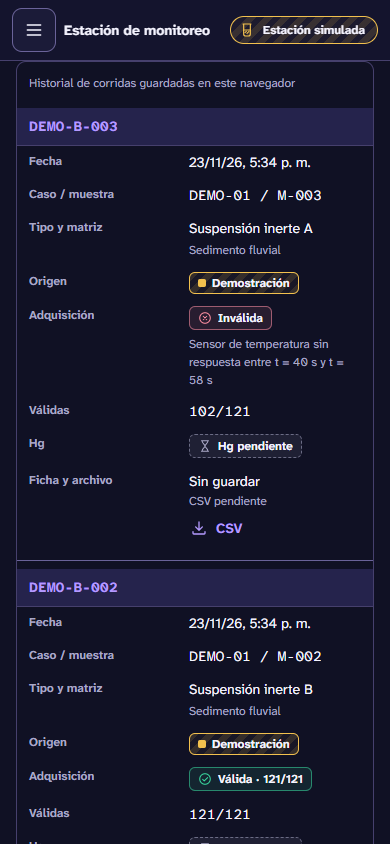 Estación de monitoreo
Estación simulada
Historial de corridas guardadas en este navegador
DEMO-B-003
Fecha 23/11/26, 5:34 p. m.
Caso / muestra DEMO-01 / M-003
Tipo y matriz Suspensión inerte A
Sedimento fluvial
Origen Demostración
Adquisición Inválida
Sensor de temperatura sin
respuesta entre t = 40 s y t =
58 s
Válidas 102/121
Hg Hg pendiente
Ficha y archivo Sin guardar
CSV pendiente
CSV
DEMO-B-002
Fecha 23/11/26, 5:34 p. m.
Caso / muestra DEMO-01 / M-002
Tipo y matriz Suspensión inerte B
Sedimento fluvial
Origen Demostración
Adquisición Válida · 121/121
Válidas 121/121